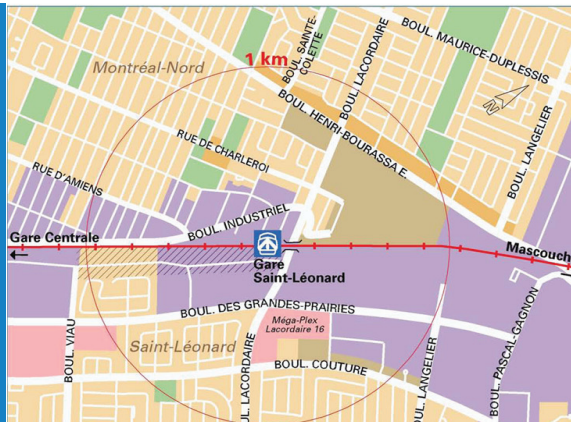 BOUL. MAURICE-DUPLESSIS
BOUL. SAINTE-
COLETTE
1 km
Montréal-Nord
BOUL. LACORDAIRE
BOUL. HENRI-BOURASSA E.
N
BOUL. LANGELIER
RUE DE CHARLEROI
RUE D'AMIENS
BOUL. INDUSTRIEL
Gare Centrale
Mascouch
Gare
Saint-Léonard
BOUL. DES GRANDES-PRAIRIES
Méga-Plex
Lacordaire 16
BOUL. PASCAL-GAGNON
BOUL. VIAU
Saint-Léonard
BOUL. LACORDAIRE
BOUL. COUTURE
BOUL. LANGELIER